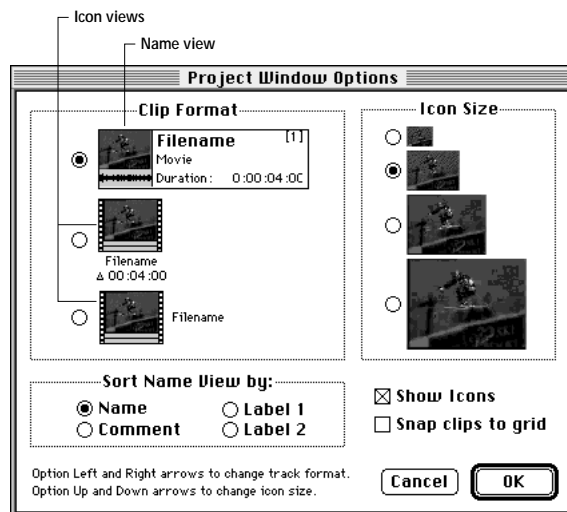 Icon views
Name view
Project Window Options
Clip Format
Filename [1]
Movie
Duration: 0:00:04:00
Filename
Δ 00:04:00
Filename
Icon Size
Sort Name View by:
Name
Label 1
Comment
Label 2
Show Icons
Snap clips to grid
Option Left and Right arrows to change track format.
Option Up and Down arrows to change icon size.
Cancel
OK